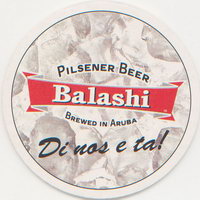 PILSENER BEER
Balashi
BREWED IN ARUBA
Di nos e ta!